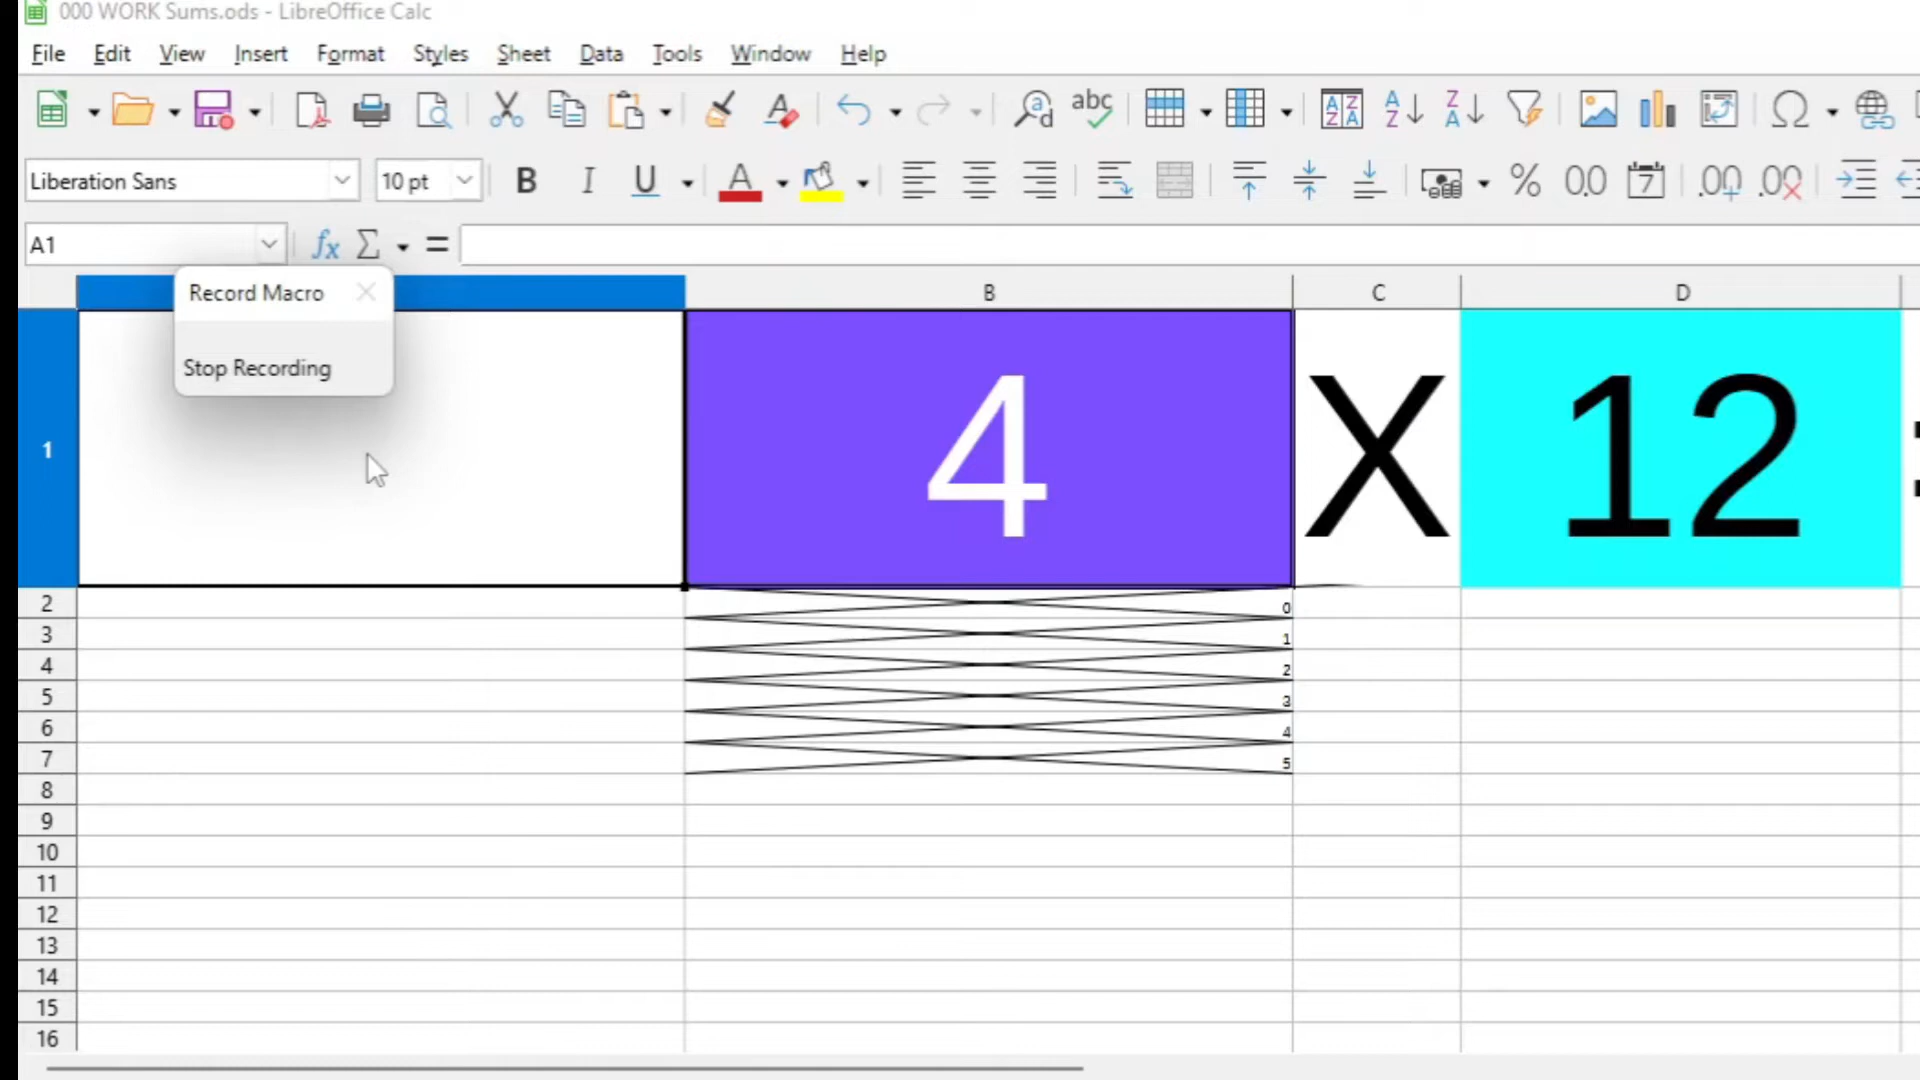 000 WORK Sums.ods - LibreOffice Calc
File Edit View Insert Format Styles Sheet Data Tools Window Help
Liberation Sans 10 pt
A1
Record Macro
Stop Recording
B C D
1 4 X 12
2 0
3 1
4 2
5 3
6 4
7 5
8
9
10
11
12
13
14
15
16